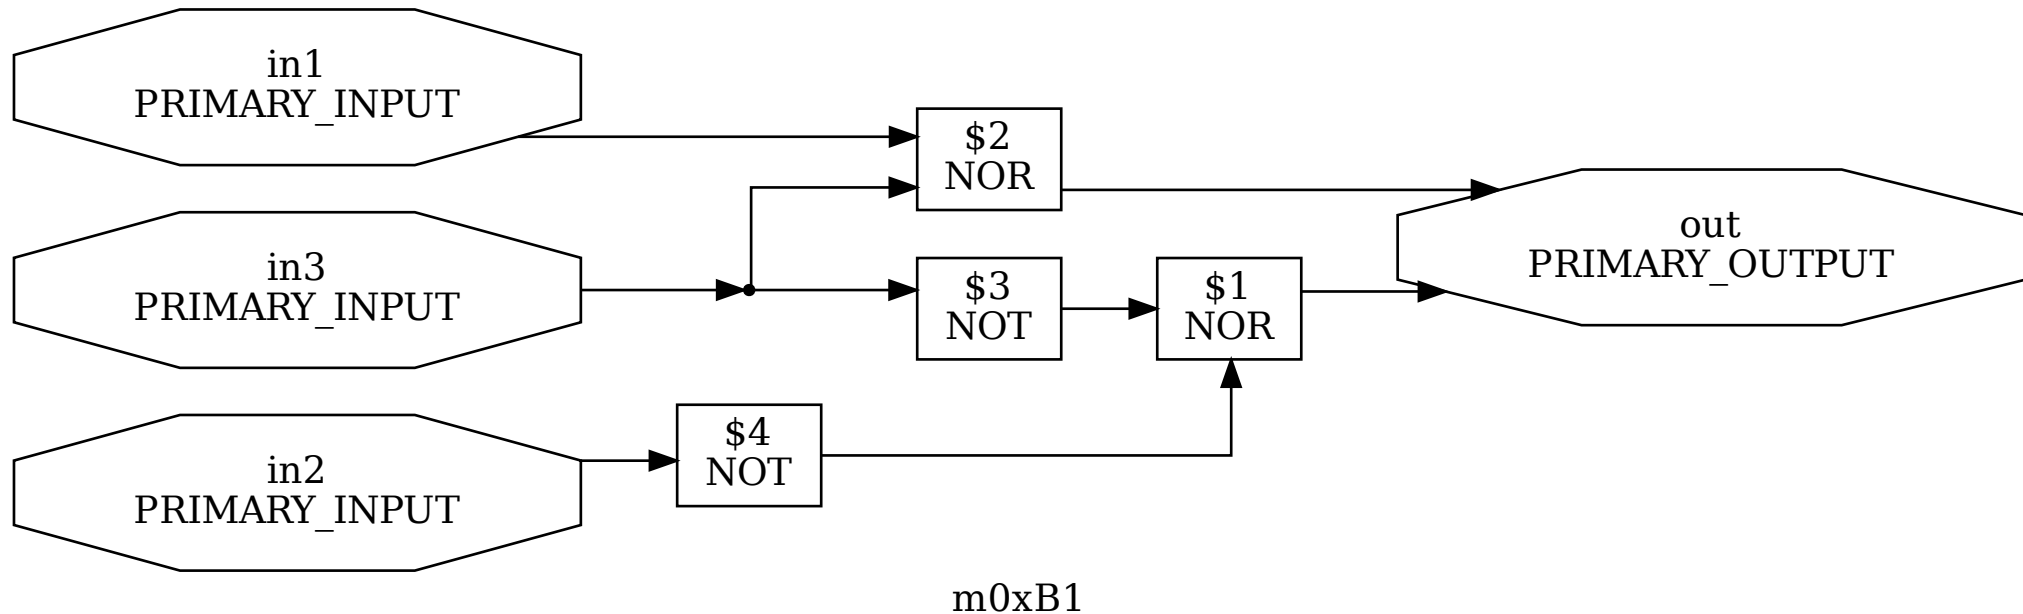 in1
PRIMARY_INPUT
$2
NOR
in3
PRIMARY_INPUT
$3
NOT
$1
NOR
out
PRIMARY_OUTPUT
in2
PRIMARY_INPUT
$4
NOT
m0xB1